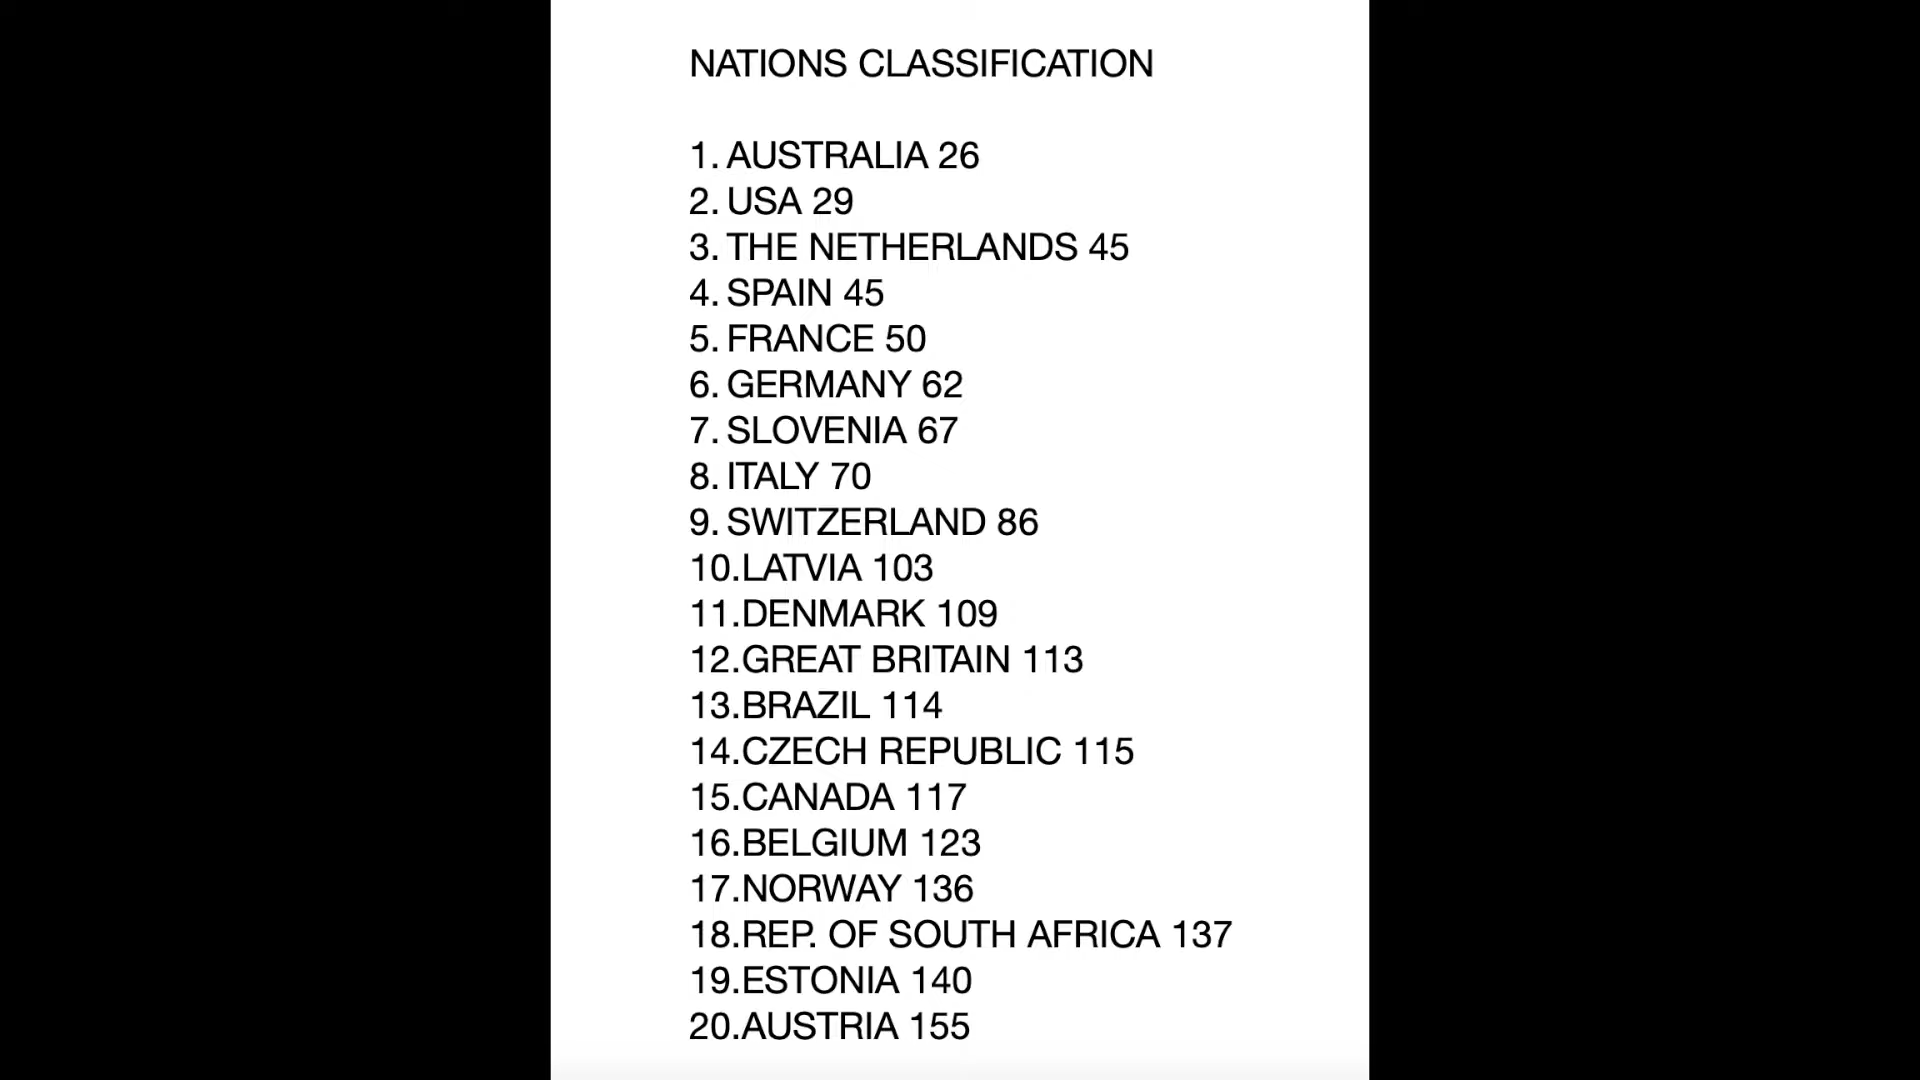 NATIONS CLASSIFICATION
1. AUSTRALIA 26
2. USA 29
3. THE NETHERLANDS 45
4. SPAIN 45
5. FRANCE 50
6. GERMANY 62
7. SLOVENIA 67
8. ITALY 70
9. SWITZERLAND 86
10.LATVIA 103
11.DENMARK 109
12.GREAT BRITAIN 113
13.BRAZIL 114
14.CZECH REPUBLIC 115
15.CANADA 117
16.BELGIUM 123
17.NORWAY 136
18.REP. OF SOUTH AFRICA 137
19.ESTONIA 140
20.AUSTRIA 155